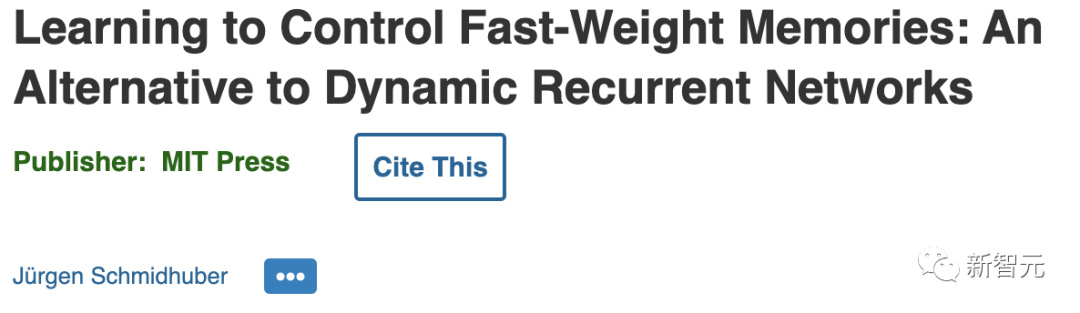 Learning to Control Fast-Weight Memories: An
Alternative to Dynamic Recurrent Networks
Publisher: MIT Press
Cite This
Jürgen Schmidhuber
新智元